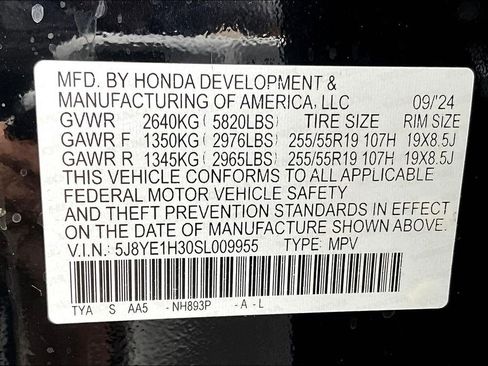 MFD. BY HONDA DEVELOPMENT &
MANUFACTURING OF AMERICA, LLC 09/'24
GVWR 2640KG( 5820LBS) TIRE SIZE RIM SIZE
GAWR F 1350KG( 2976LBS) 255/55R19 107H 19X8.5J
GAWR R 1345KG( 2965LBS) 255/55R19 107H 19X8.5J
THIS VEHICLE CONFORMS TO ALL APPLICABLE
FEDERAL MOTOR VEHICLE SAFETY
AND THEFT PREVENTION STANDARDS IN EFFECT
ON THE DATE OF MANUFACTURE SHOWN ABOVE.
V.I.N.: 5J8YE1H30SL009955 TYPE: MPV
TYA S AA5 -NH893P -A -L